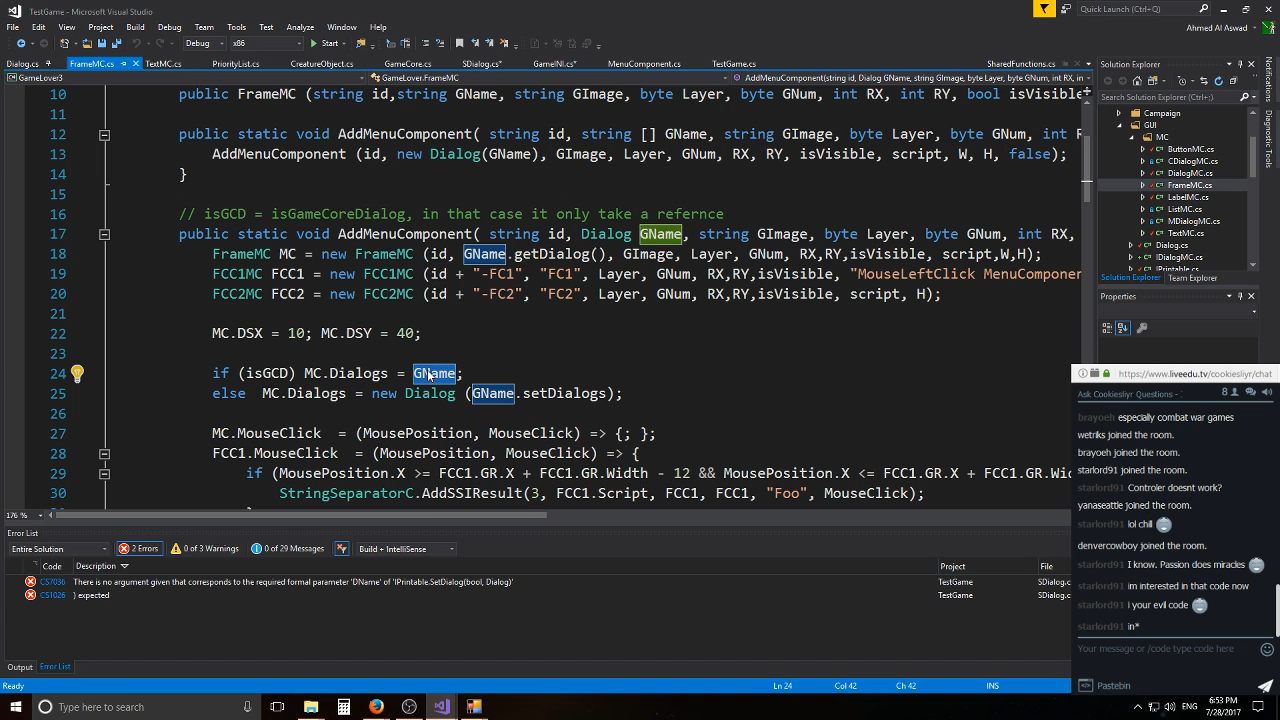 TestGame - Microsoft Visual Studio
Quick Launch (Ctrl+Q)
File Edit View Project Build Debug Team Tools Test Analyze Window Help
Ahmed Al Aswad
Debug x86 Start
Dialog.cs FrameMC.cs TextMC.cs PriorityList.cs CreatureObject.cs GameCore.cs SDialog.cs* GameINI.cs* MenuComponent.cs TestGame.cs SharedFunctions.cs
GameLover3 GameLover.FrameMC AddMenuComponent(string id, Dialog GName, string GImage, byte Layer, byte GNum, int RX, in
10 public FrameMC (string id,string GName, string GImage, byte Layer, byte GNum, int RX, int RY, bool isVisible
11
12 public static void AddMenuComponent( string id, string [] GName, string GImage, byte Layer, byte GNum, int R
13 AddMenuComponent (id, new Dialog(GName), GImage, Layer, GNum, RX, RY, isVisible, script, W, H, false);
14 }
15
16 // isGCD = isGameCoreDialog, in that case it only take a refernce
17 public static void AddMenuComponent( string id, Dialog GName, string GImage, byte Layer, byte GNum, int RX,
18 FrameMC MC = new FrameMC (id, GName.getDialog(), GImage, Layer, GNum, RX,RY,isVisible, script,W,H);
19 FCC1MC FCC1 = new FCC1MC (id + "-FC1", "FC1", Layer, GNum, RX,RY,isVisible, "MouseLeftClick MenuComponen
20 FCC2MC FCC2 = new FCC2MC (id + "-FC2", "FC2", Layer, GNum, RX,RY,isVisible, script, H);
21
22 MC.DSX = 10; MC.DSY = 40;
23
24 if (isGCD) MC.Dialogs = GName;
25 else MC.Dialogs = new Dialog (GName.setDialogs);
26
27 MC.MouseClick = (MousePosition, MouseClick) => {; };
28 FCC1.MouseClick = (MousePosition, MouseClick) => {
29 if (MousePosition.X >= FCC1.GR.X + FCC1.GR.Width - 12 && MousePosition.X <= FCC1.GR.X + FCC1.GR.Wid
30 StringSeparatorC.AddSSIResult(3, FCC1.Script, FCC1, FCC1, "Foo", MouseClick);
176 %
Solution Explorer
Search Solution Explorer (Ctrl+;)
Campaign
GUI
MC
ButtonMC.cs
CDialogMC.cs
DialogMC.cs
FrameMC.cs
LabelMC.cs
ListMC.cs
MDialogMC.cs
TextMC.cs
Dialog.cs
IDialog.cs
IPrintable.cs
Solution Explorer Team Explorer
Properties
Notifications
Diagnostic Tools
Error List
Entire Solution 2 Errors 0 of 3 Warnings 0 of 29 Messages Build + IntelliSense
Code Description Project File
CS7036 There is no argument given that corresponds to the required formal parameter 'DName' of 'IPrintable.SetDialog(bool, Dialog)' TestGame SDialog.c
CS1026 ) expected TestGame SDialog.c
Output Error List
Ready Ln 24 Col 42 Ch 42 INS
https://www.liveedu.tv/cookiesliyr/chat
Ask Cookiesliyr Questions - 8
brayoeh especially combat war games
wetriks joined the room.
brayoeh joined the room.
starlord91 joined the room.
starlord91 Controler doesnt work?
yanaseattle joined the room.
starlord91 lol chil
denvercowboy joined the room.
starlord91 I know. Passion does miracles
starlord91 im interested in that code now
starlord91 i your evil code
starlord91 in*
Your message or /code type code here
Pastebin
Type here to search
ENG
6:53 PM
7/28/2017